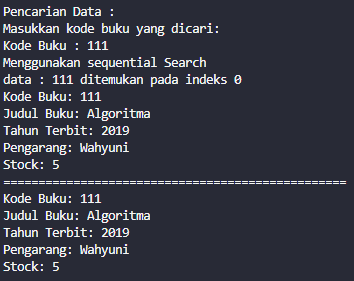 Pencarian Data :
Masukkan kode buku yang dicari:
Kode Buku : 111
Menggunakan sequential Search
data : 111 ditemukan pada indeks 0
Kode Buku: 111
Judul Buku: Algoritma
Tahun Terbit: 2019
Pengarang: Wahyuni
Stock: 5
=================================================
Kode Buku: 111
Judul Buku: Algoritma
Tahun Terbit: 2019
Pengarang: Wahyuni
Stock: 5